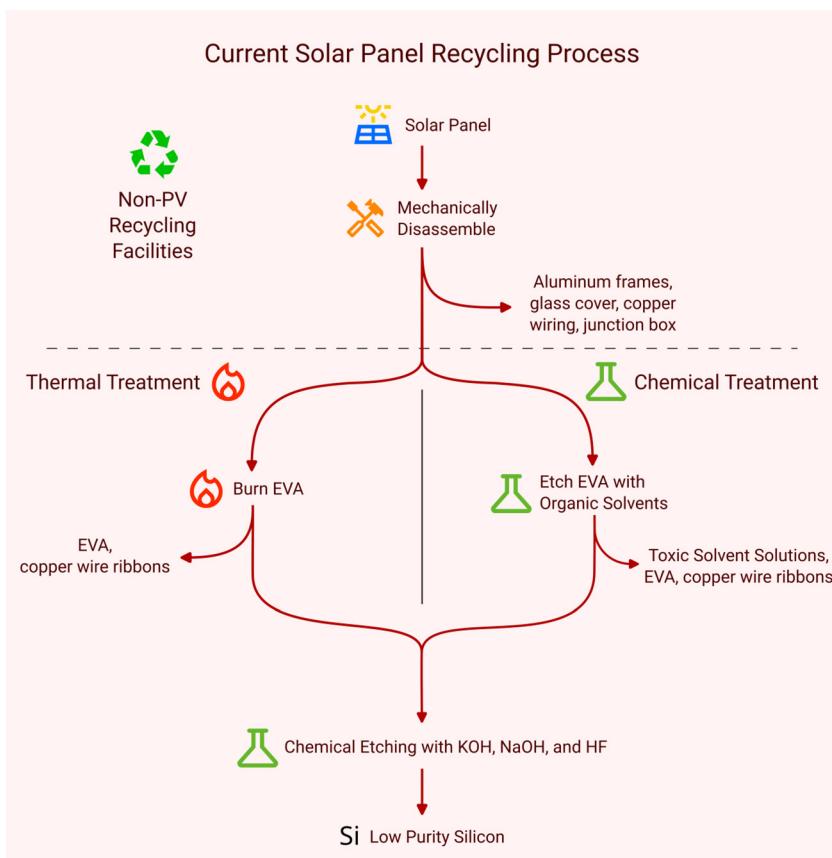 Current Solar Panel Recycling Process
Solar Panel
Non-PV
Recycling
Facilities
Mechanically
Disassemble
Aluminum frames,
glass cover, copper
wiring, junction box
Thermal Treatment
Chemical Treatment
Burn EVA
Etch EVA with
Organic Solvents
EVA,
copper wire ribbons
Toxic Solvent Solutions,
EVA, copper wire ribbons
Chemical Etching with KOH, NaOH, and HF
Si Low Purity Silicon